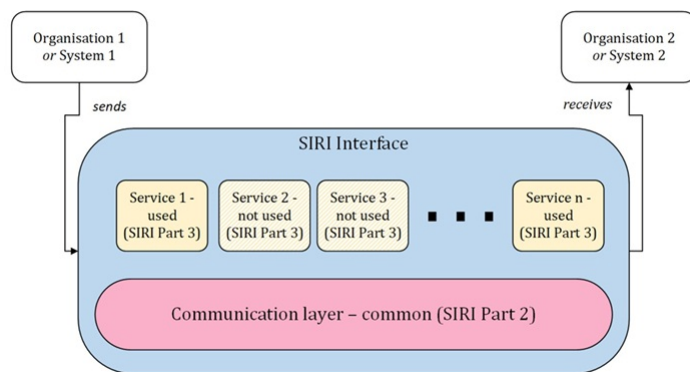 Organisation 1
or System 1
Organisation 2
or System 2
sends
receives
SIRI Interface
Service 1 -
used
(SIRI Part 3)
Service 2 -
not used
(SIRI Part 3)
Service 3 -
not used
(SIRI Part 3)
Service n -
used
(SIRI Part 3)
Communication layer – common (SIRI Part 2)